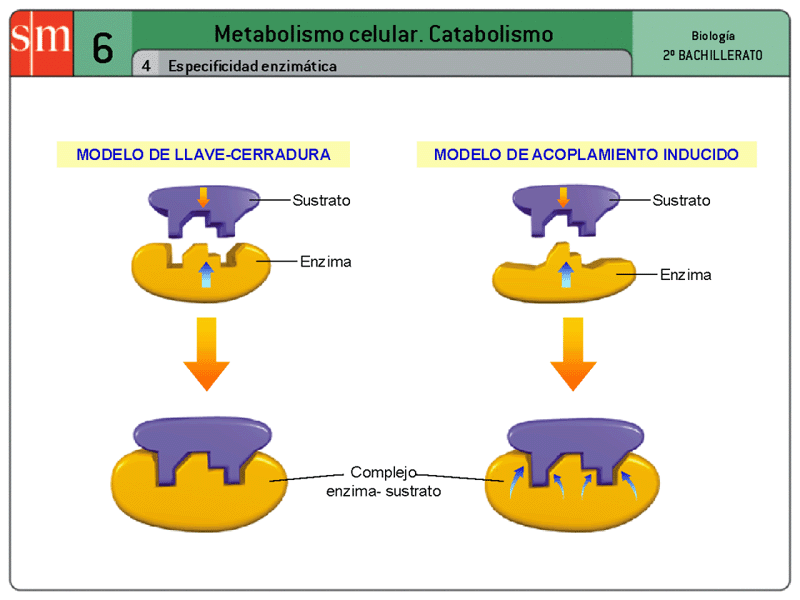 sm
6
Metabolismo celular. Catabolismo
Biología
2º BACHILLERATO
4 Especificidad enzimática
MODELO DE LLAVE-CERRADURA
MODELO DE ACOPLAMIENTO INDUCIDO
Sustrato
Sustrato
Enzima
Enzima
Complejo
enzima- sustrato